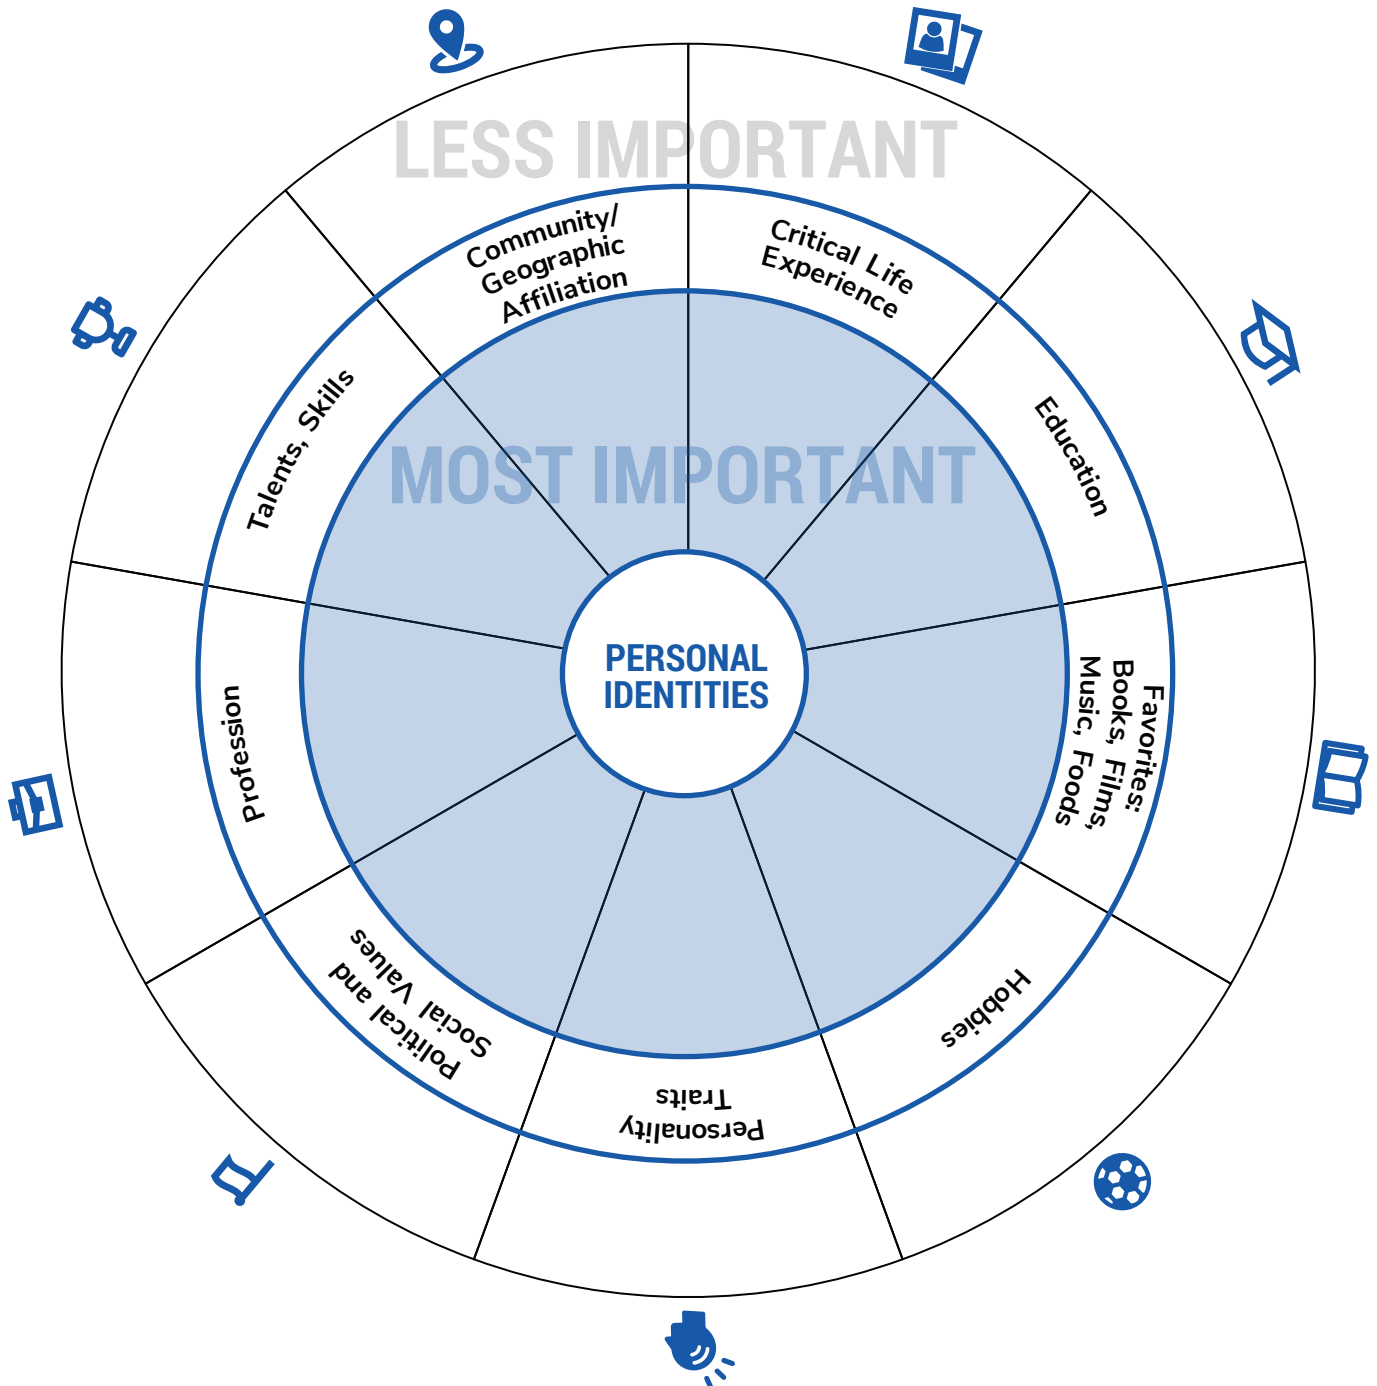 LESS IMPORTANT
Community/
Geographic
Affiliation
Critical Life
Experience
Talents, Skills
Education
MOST IMPORTANT
PERSONAL
IDENTITIES
Profession
Favorites:
Books, Films,
Music, Foods
Political and
Social Values
Hobbies
Personality
Traits